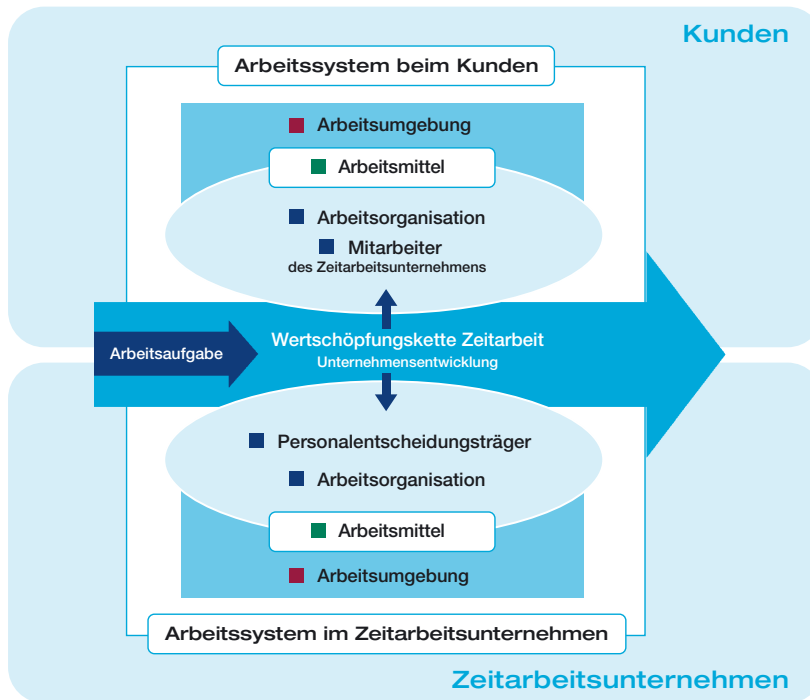 Kunden
Arbeitssystem beim Kunden
Arbeitsumgebung
Arbeitsmittel
Arbeitsorganisation
Mitarbeiter
des Zeitarbeitsunternehmens
Arbeitsaufgabe
Wertschöpfungskette Zeitarbeit
Unternehmensentwicklung
Personalentscheidungsträger
Arbeitsorganisation
Arbeitsmittel
Arbeitsumgebung
Arbeitssystem im Zeitarbeitsunternehmen
Zeitarbeitsunternehmen